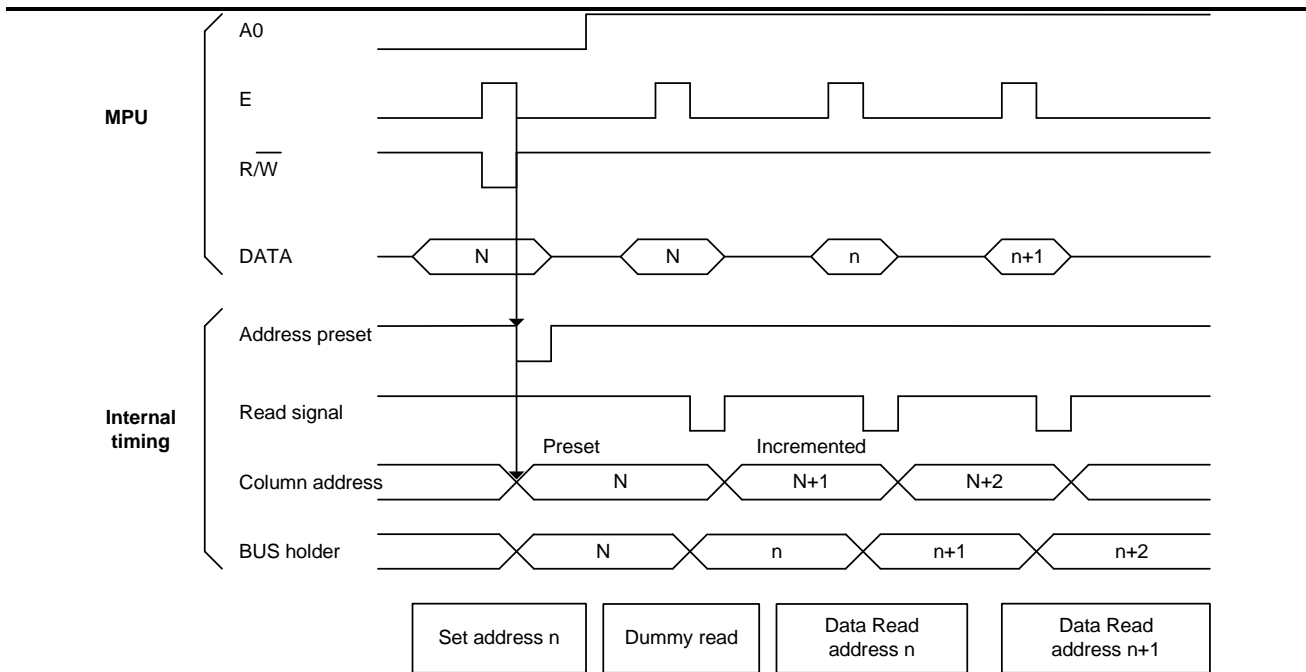 A0
E
MPU
R/W
DATA
N
N
n
n+1
Address preset
Read signal
Internal
timing
Preset
Incremented
Column address
N
N+1
N+2
BUS holder
N
n
n+1
n+2
Set address n
Dummy read
Data Read
address n
Data Read
address n+1